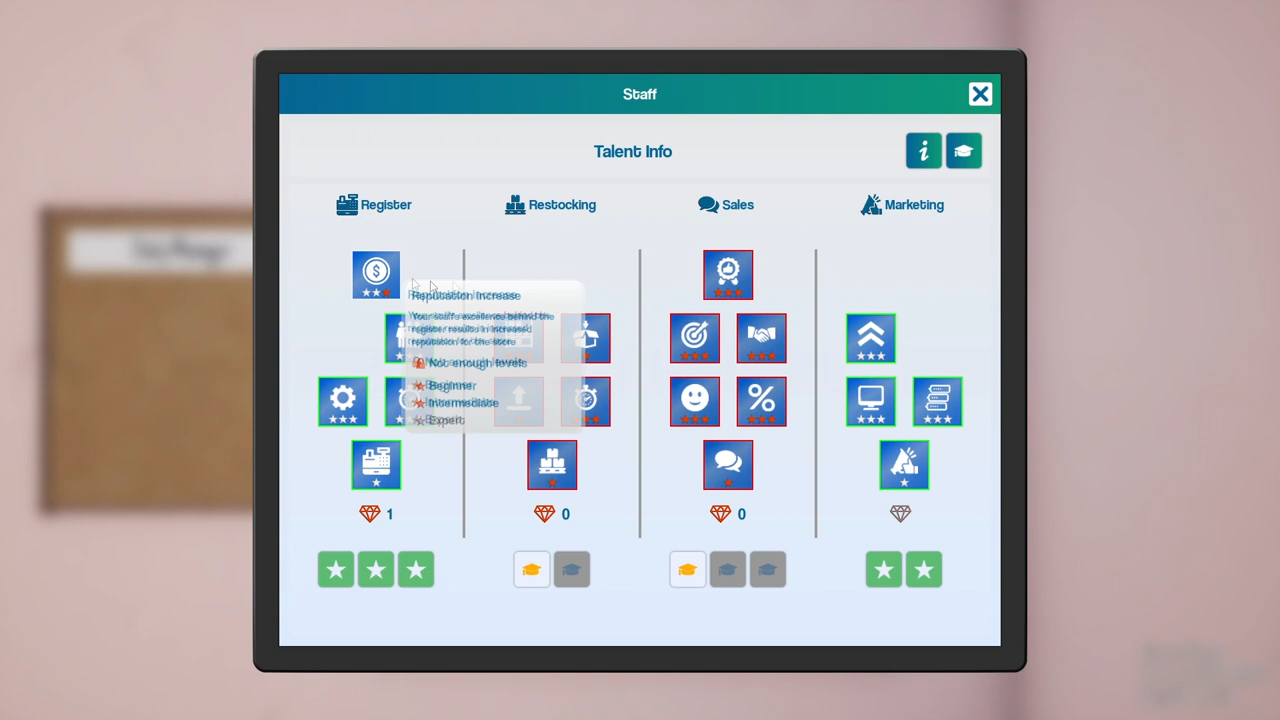 Staff
Talent Info
i
Register
Restocking
Sales
Marketing
Reputation Increase
Your staff's excellence behind the
register results in increased
reputation for the store
Not enough levels
Beginner
Intermediate
Expert
1
0
0